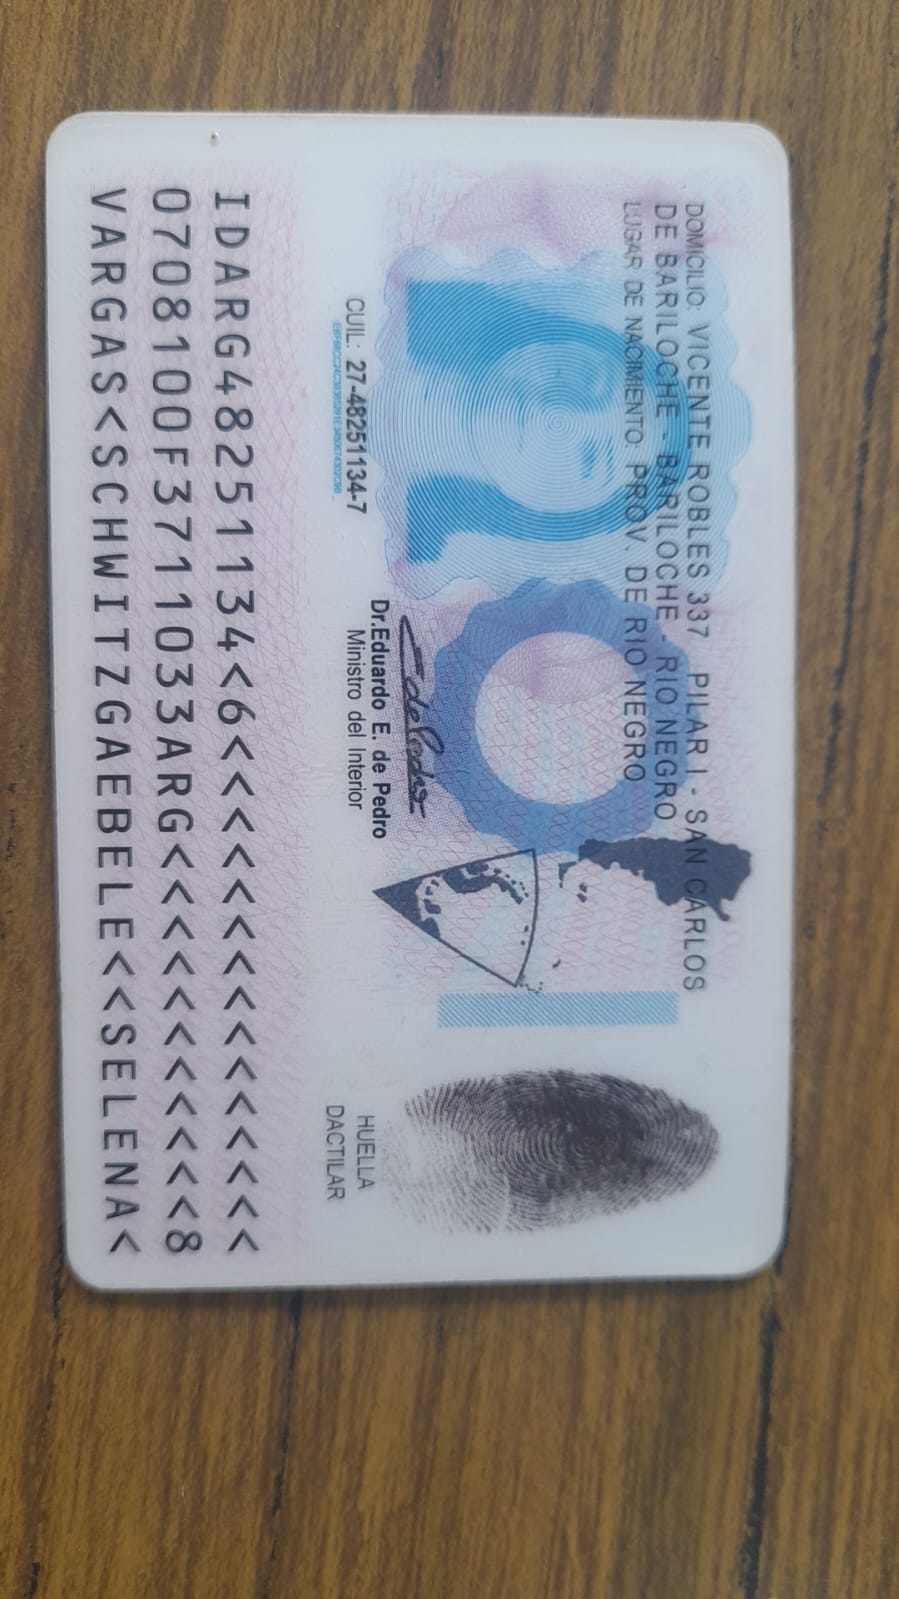 DOMICILIO: VICENTE ROBLES 337 PILAR I - SAN CARLOS
DE BARILOCHE - BARILOCHE - RIO NEGRO
LUGAR DE NACIMIENTO: PROV. DE RIO NEGRO
CUIL: 27-48251134-7
Dr.Eduardo E. de Pedro
Ministro del Interior
HUELLA
DACTILAR
IDARG48251134<6<<<<<<<<<<<<<<<
0708100F3711033ARG<<<<<<<<<<<8
VARGAS<SCHWITZGAEBELE<<SELENA<